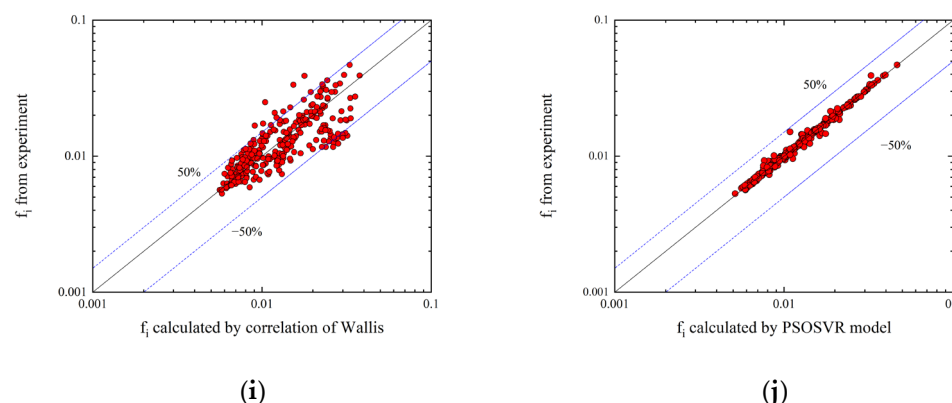 0.1
0.01
0.001
0.001
0.01
0.1
50%
−50%
f_i from experiment
f_i calculated by correlation of Wallis
(i)
0.1
0.01
0.001
0.001
0.01
50%
−50%
f_i from experiment
f_i calculated by PSOSVR model
(j)